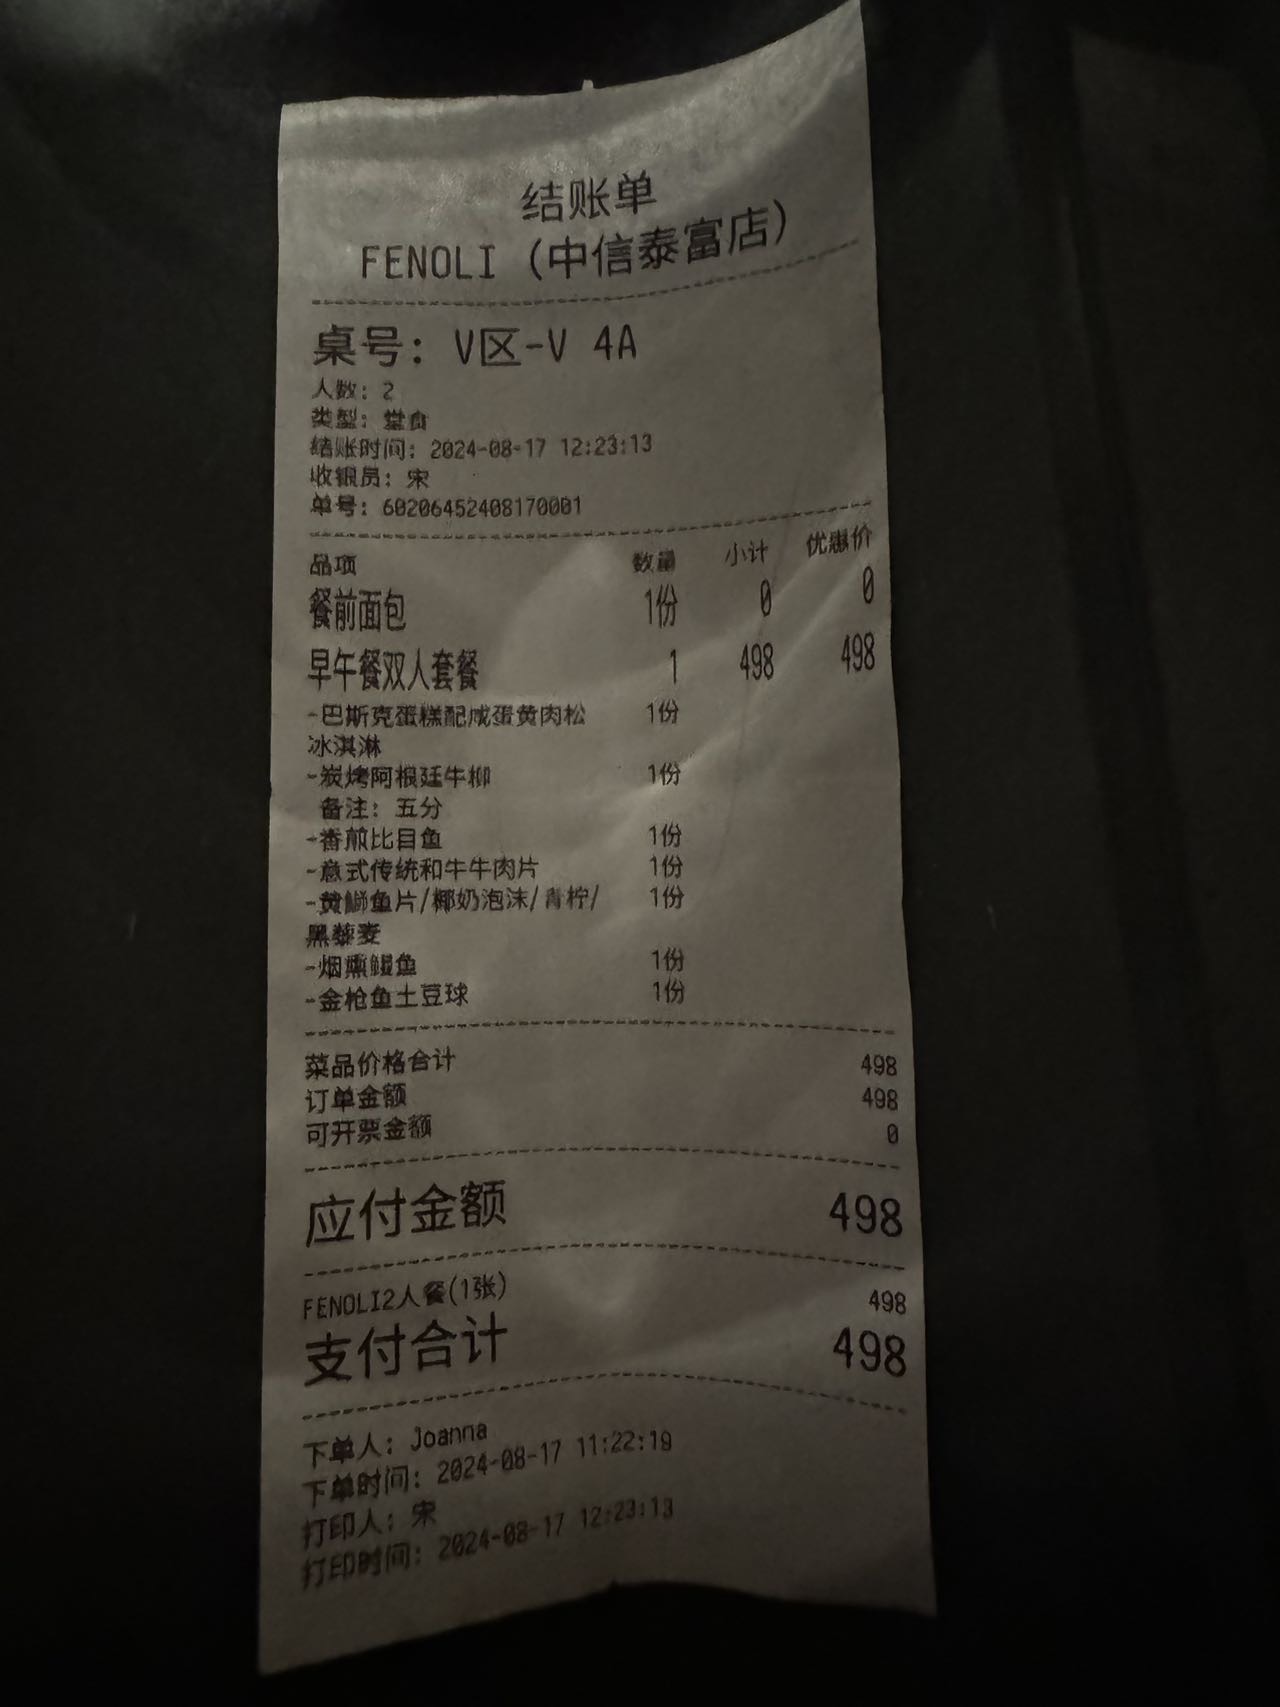 结账单
FENOLI（中信泰富店）
桌号：V区-V 4A
人数：2
类型：堂食
结账时间：2024-08-17 12:23:13
收银员：宋
单号：60206452408170001
品项 数量 小计 优惠价
餐前面包 1份 0 0
早午餐双人套餐 1 498 498
-巴斯克蛋糕配咸蛋黄肉松 1份
冰淇淋
-炭烤阿根廷牛柳 1份
备注：五分
-香煎比目鱼 1份
-意式传统和牛牛肉片 1份
-黄鰤鱼片/椰奶泡沫/青柠/ 1份
黑藜麦
-烟熏鳗鱼 1份
-金枪鱼土豆球 1份
菜品价格合计 498
订单金额 498
可开票金额 0
应付金额 498
FENOLI2人餐(1张) 498
支付合计 498
下单人：Joanna
下单时间：2024-08-17 11:22:19
打印人：宋
打印时间：2024-08-17 12:23:13